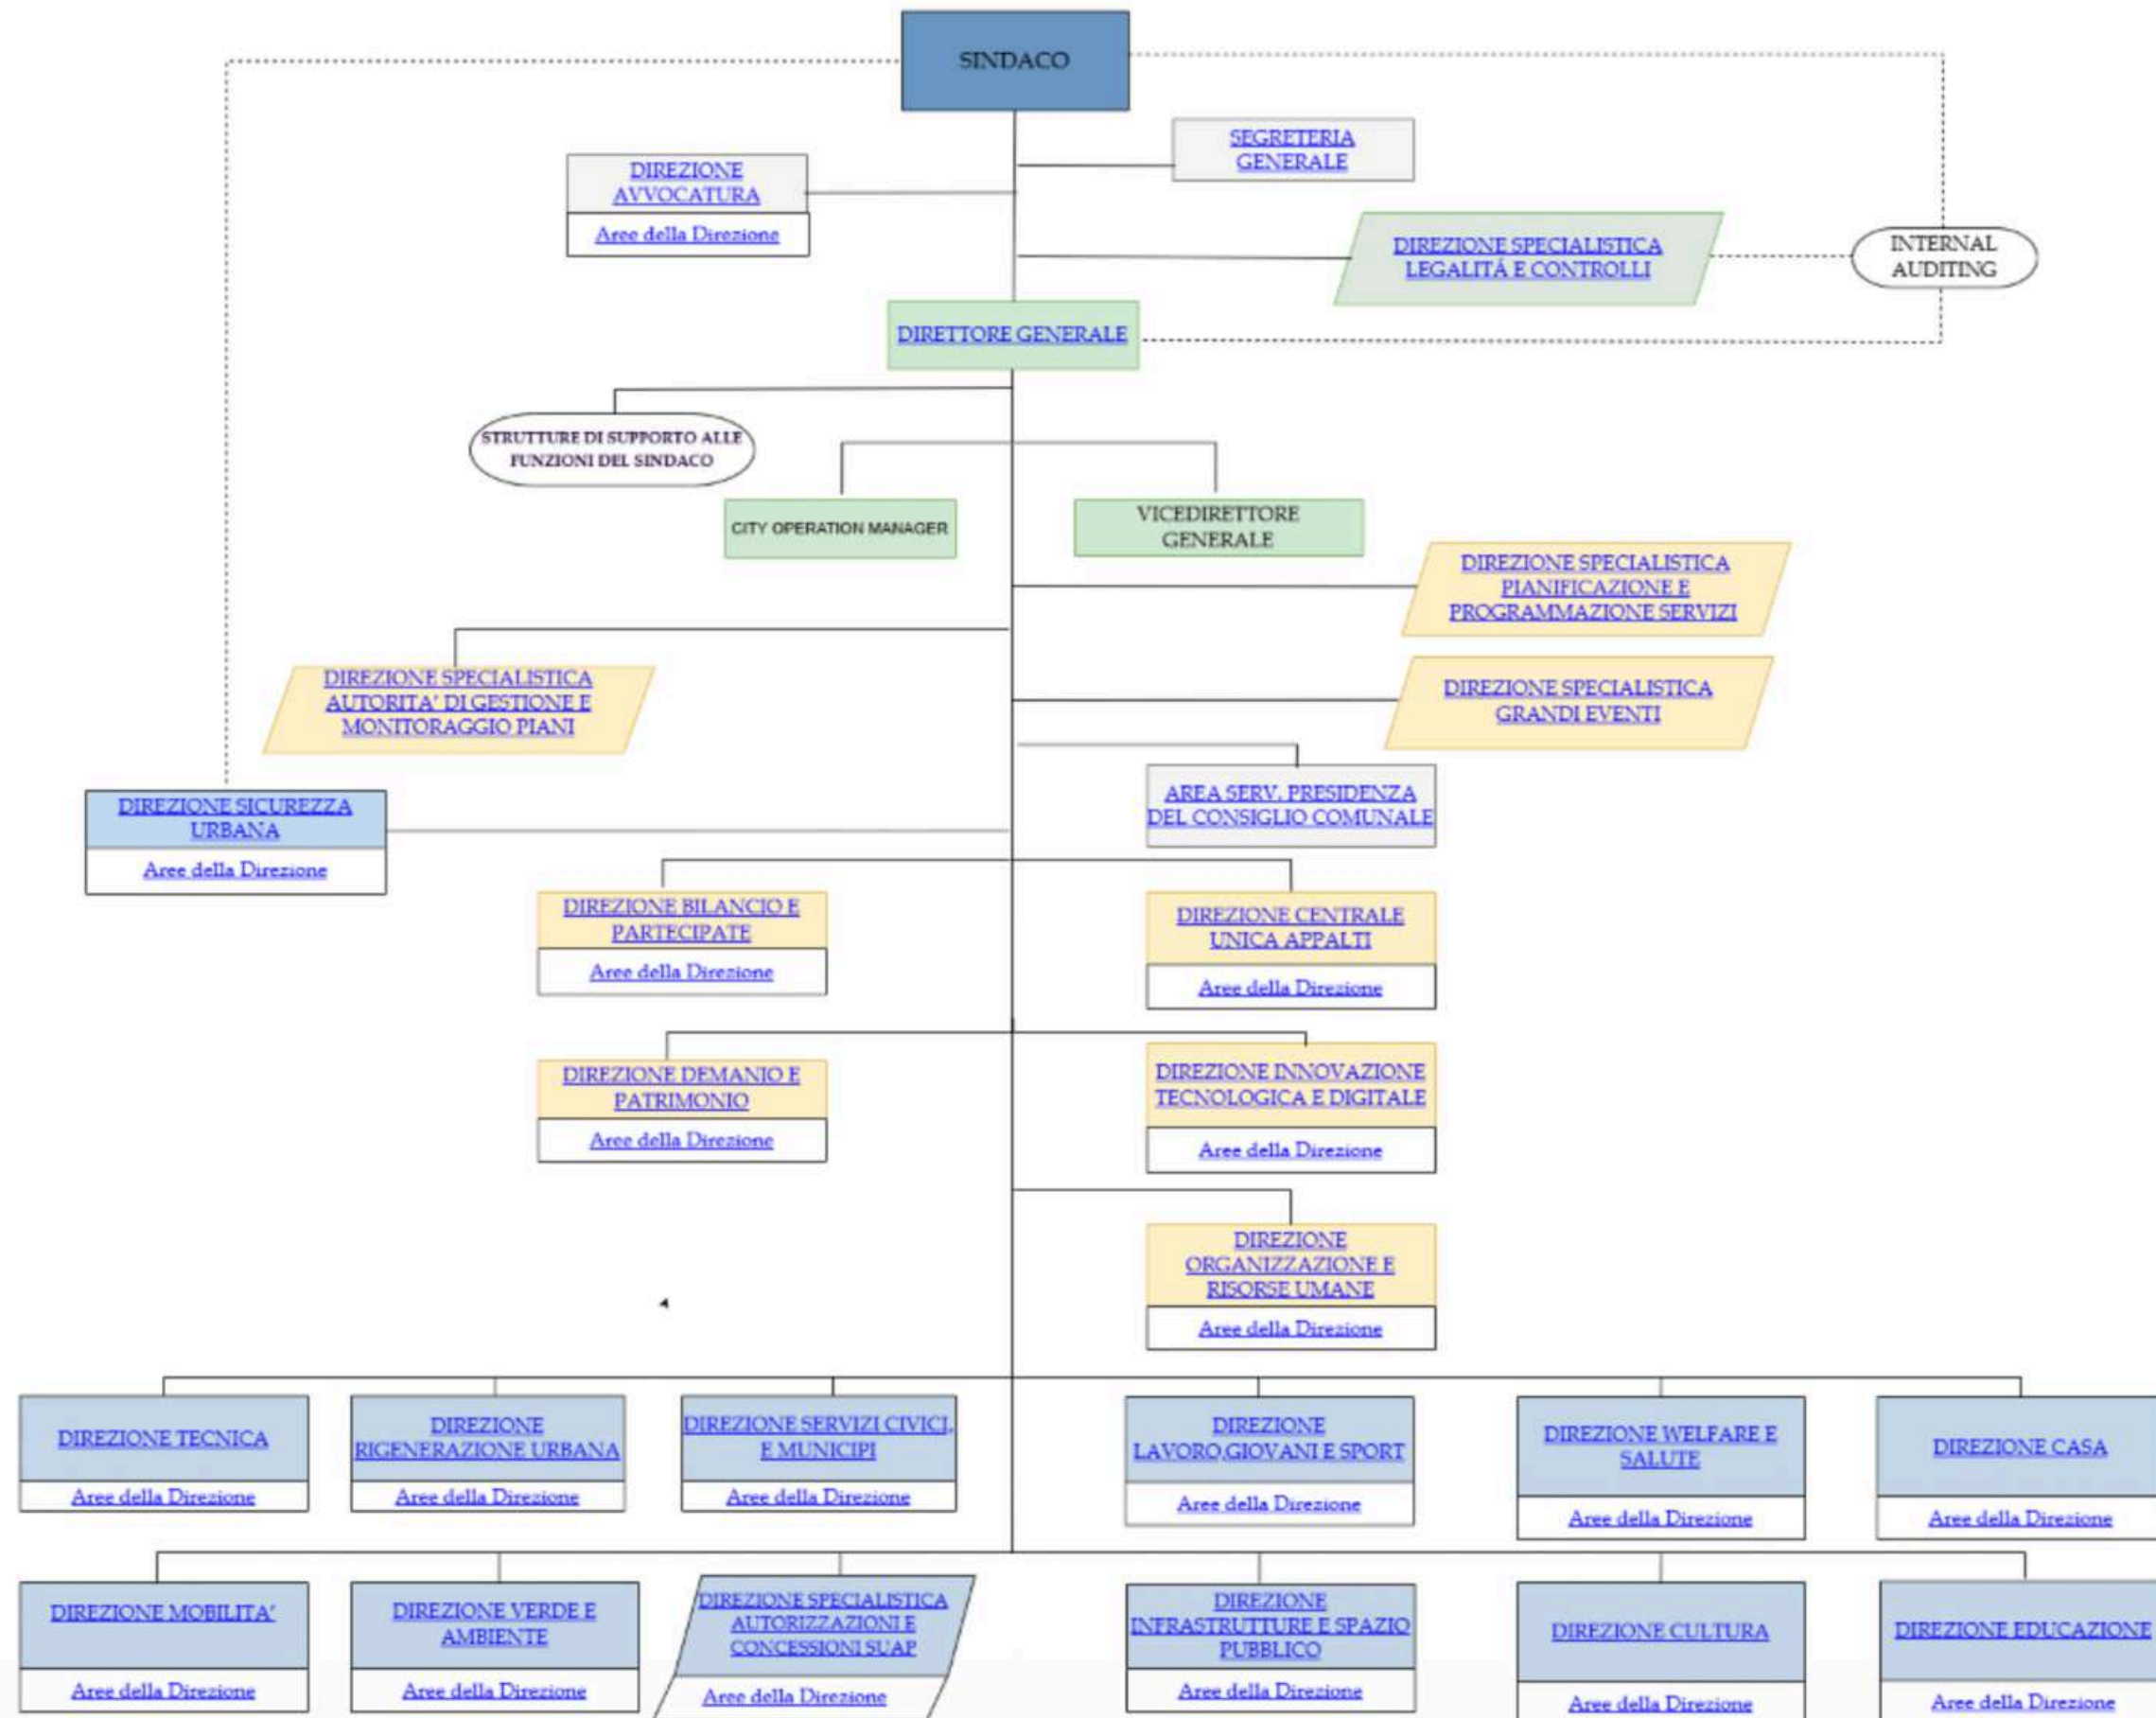 SINDACO
SEGRETERIA
GENERALE
DIREZIONE
AVVOCATURA
Aree della Direzione
DIREZIONE SPECIALISTICA
LEGALITÁ E CONTROLLI
INTERNAL
AUDITING
DIRETTORE GENERALE
STRUTTURE DI SUPPORTO ALLE
FUNZIONI DEL SINDACO
CITY OPERATION MANAGER
VICEDIRETTORE
GENERALE
DIREZIONE SPECIALISTICA
PIANIFICAZIONE E
PROGRAMMAZIONE SERVIZI
DIREZIONE SPECIALISTICA
AUTORITA' DI GESTIONE E
MONITORAGGIO PIANI
DIREZIONE SPECIALISTICA
GRANDI EVENTI
AREA SERV. PRESIDENZA
DEL CONSIGLIO COMUNALE
DIREZIONE SICUREZZA
URBANA
Aree della Direzione
DIREZIONE BILANCIO E
PARTECIPATE
Aree della Direzione
DIREZIONE CENTRALE
UNICA APPALTI
Aree della Direzione
DIREZIONE DEMANIO E
PATRIMONIO
Aree della Direzione
DIREZIONE INNOVAZIONE
TECNOLOGICA E DIGITALE
Aree della Direzione
DIREZIONE
ORGANIZZAZIONE E
RISORSE UMANE
Aree della Direzione
DIREZIONE TECNICA
Aree della Direzione
DIREZIONE
RIGENERAZIONE URBANA
Aree della Direzione
DIREZIONE SERVIZI CIVICI,
E MUNICIPI
Aree della Direzione
DIREZIONE
LAVORO,GIOVANI E SPORT
Aree della Direzione
DIREZIONE WELFARE E
SALUTE
Aree della Direzione
DIREZIONE CASA
Aree della Direzione
DIREZIONE MOBILITA'
Aree della Direzione
DIREZIONE VERDE E
AMBIENTE
Aree della Direzione
DIREZIONE SPECIALISTICA
AUTORIZZAZIONI E
CONCESSIONI SUAP
Aree della Direzione
DIREZIONE
INFRASTRUTTURE E SPAZIO
PUBBLICO
Aree della Direzione
DIREZIONE CULTURA
Aree della Direzione
DIREZIONE EDUCAZIONE
Aree della Direzione